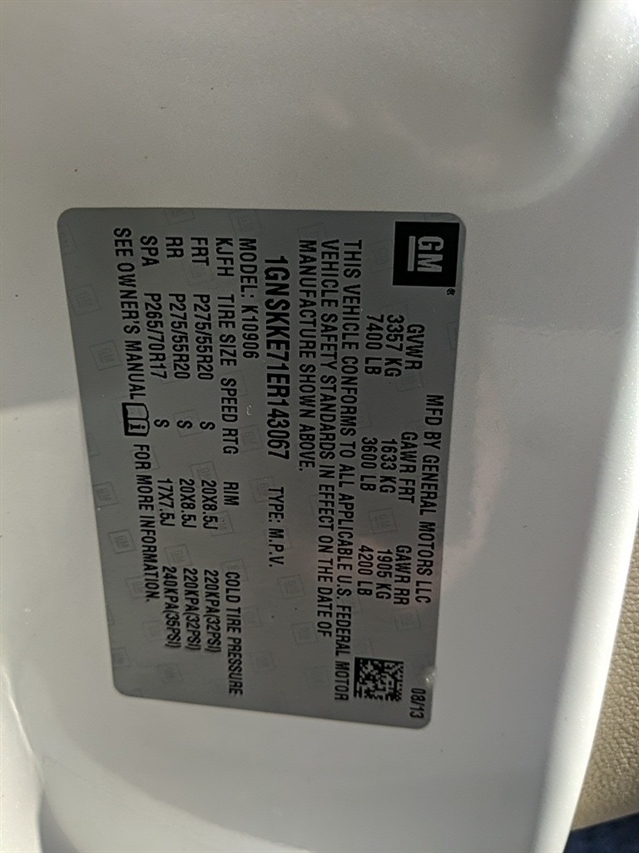 GM®
MFD BY GENERAL MOTORS LLC 08/13
GVWR GAWR FRT GAWR RR
3357 KG 1633 KG 1905 KG
7400 LB 3600 LB 4200 LB
THIS VEHICLE CONFORMS TO ALL APPLICABLE U.S. FEDERAL MOTOR
VEHICLE SAFETY STANDARDS IN EFFECT ON THE DATE OF
MANUFACTURE SHOWN ABOVE.
1GNSKKE71ER143067 TYPE: M.P.V.
MODEL: K10906
KJFH TIRE SIZE SPEED RTG RIM COLD TIRE PRESSURE
FRT P275/55R20 S 20X8.5J 220KPA(32PSI)
RR P275/55R20 S 20X8.5J 220KPA(32PSI)
SPA P265/70R17 S 17X7.5J 240KPA(35PSI)
SEE OWNER'S MANUAL FOR MORE INFORMATION.